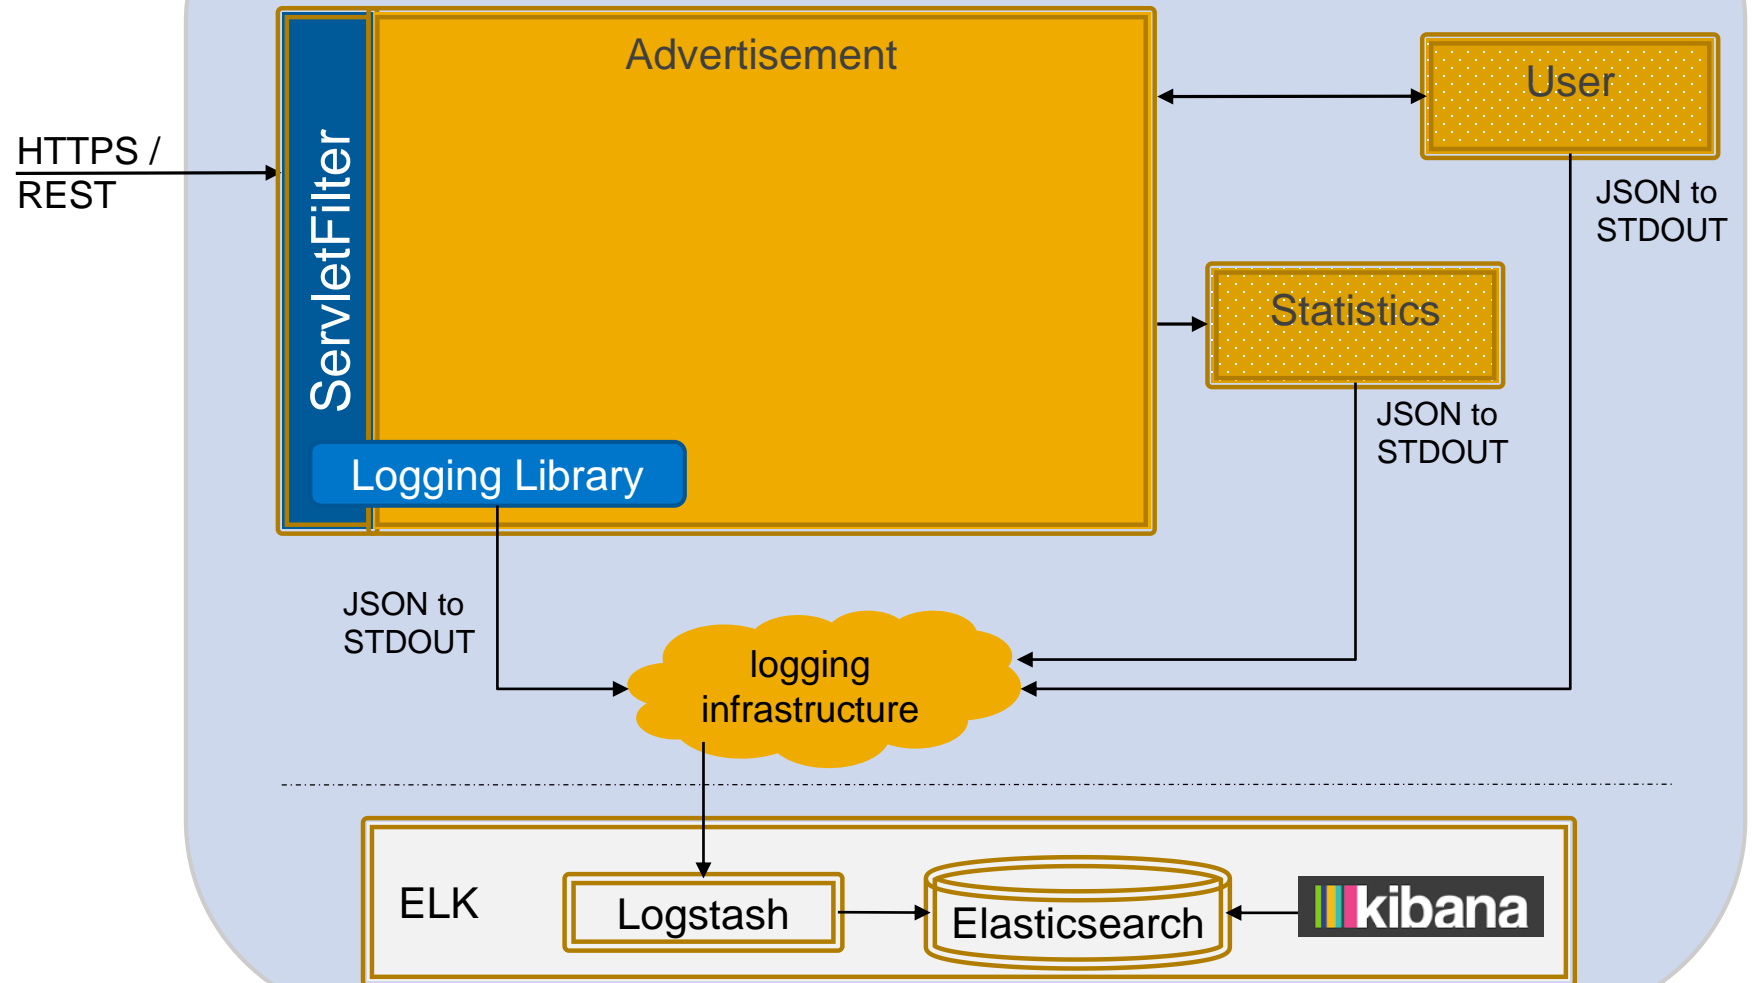 Advertisement
User
HTTPS /
REST
ServletFilter
JSON to
STDOUT
Statistics
JSON to
STDOUT
Logging Library
JSON to
STDOUT
logging
infrastructure
ELK
Logstash
Elasticsearch
kibana